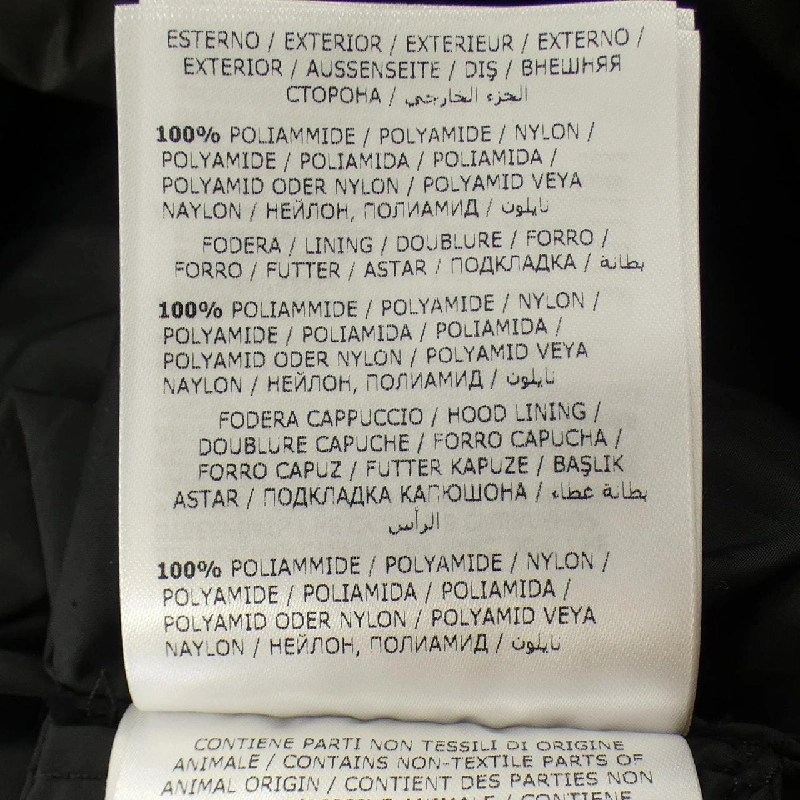 ESTERNO / EXTERIOR / EXTERIEUR / EXTERNO /
EXTERIOR / AUSSENSEITE / DIŞ / ВНЕШНЯЯ
СТОРОНА / الجزء الخارجي
100% POLIAMMIDE / POLYAMIDE / NYLON /
POLYAMIDE / POLIAMIDA / POLIAMIDA /
POLYAMID ODER NYLON / POLYAMID VEYA
NAYLON / НЕЙЛОН, ПОЛИАМИД / نايلون
FODERA / LINING / DOUBLURE / FORRO /
FORRO / FUTTER / ASTAR / ПОДКЛАДКА / بطانة
100% POLIAMMIDE / POLYAMIDE / NYLON /
POLYAMIDE / POLIAMIDA / POLIAMIDA /
POLYAMID ODER NYLON / POLYAMID VEYA
NAYLON / НЕЙЛОН, ПОЛИАМИД / نايلون
FODERA CAPPUCCIO / HOOD LINING /
DOUBLURE CAPUCHE / FORRO CAPUCHA /
FORRO CAPUZ / FUTTER KAPUZE / BAŞLIK
ASTAR / ПОДКЛАДКА КАПЮШОНА / بطانة غطاء
الرأس
100% POLIAMMIDE / POLYAMIDE / NYLON /
POLYAMIDE / POLIAMIDA / POLIAMIDA /
POLYAMID ODER NYLON / POLYAMID VEYA
NAYLON / НЕЙЛОН, ПОЛИАМИД / نايلون
CONTIENE PARTI NON TESSILI DI ORIGINE
ANIMALE / CONTAINS NON-TEXTILE PARTS OF
ANIMAL ORIGIN / CONTIENT DES PARTIES NON
/ CONTIENE